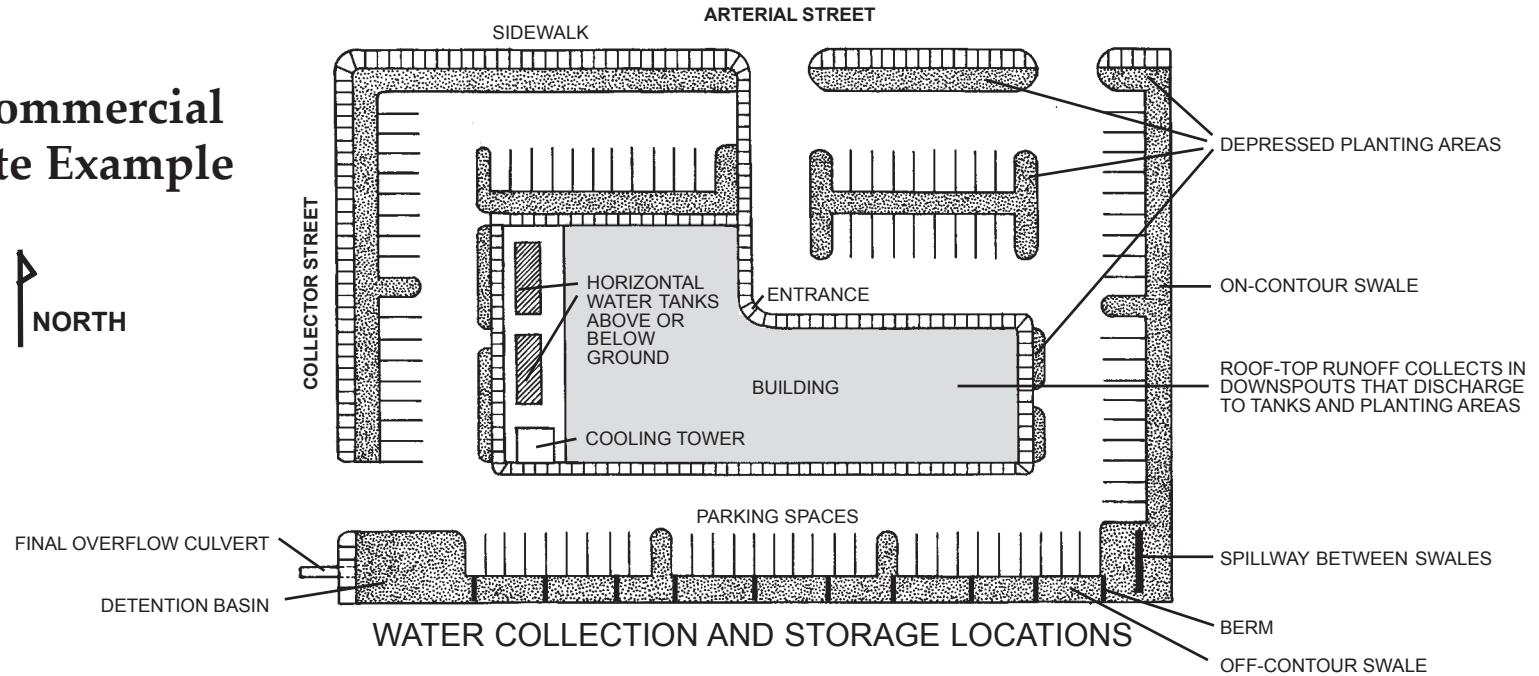 ARTERIAL STREET
SIDEWALK
ommercial
te Example
NORTH
COLLECTOR STREET
DEPRESSED PLANTING AREAS
HORIZONTAL
WATER TANKS
ABOVE OR
BELOW
GROUND
ENTRANCE
ON-CONTOUR SWALE
BUILDING
ROOF-TOP RUNOFF COLLECTS IN
DOWNSPOUTS THAT DISCHARGE
TO TANKS AND PLANTING AREAS
COOLING TOWER
PARKING SPACES
FINAL OVERFLOW CULVERT
SPILLWAY BETWEEN SWALES
DETENTION BASIN
BERM
WATER COLLECTION AND STORAGE LOCATIONS
OFF-CONTOUR SWALE